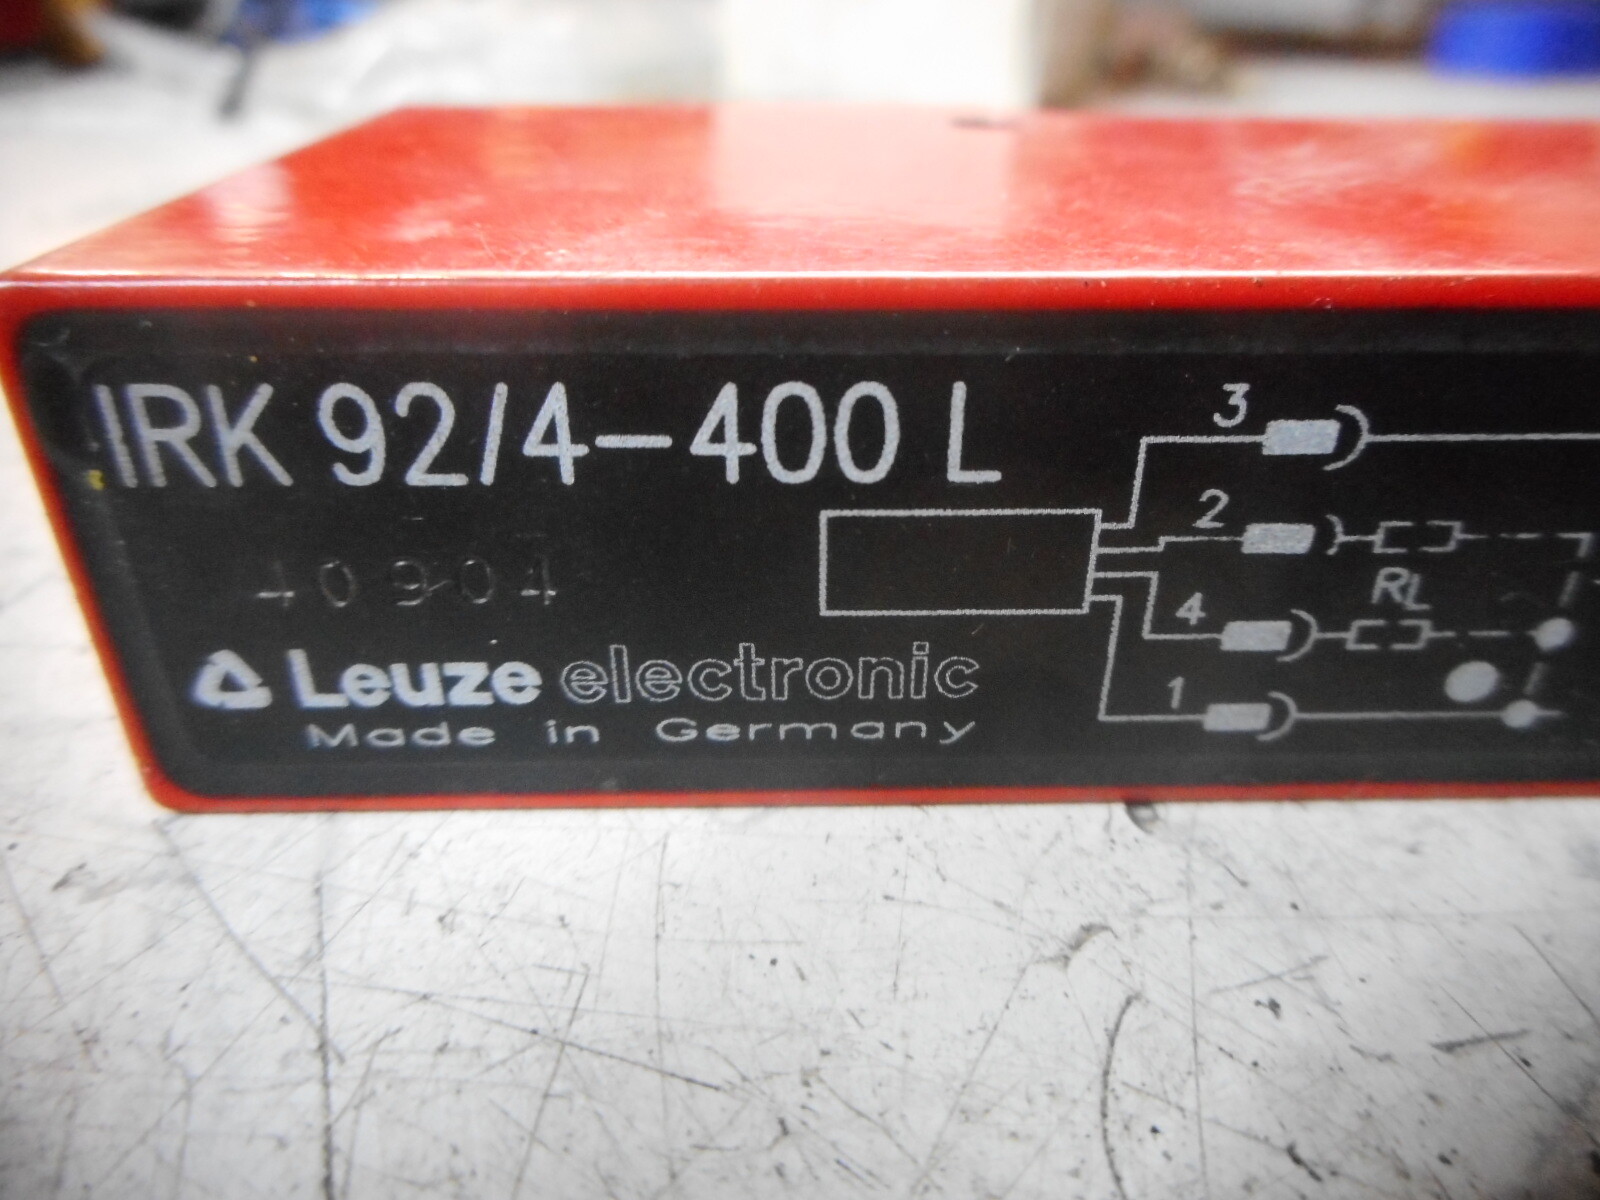 IRK 92/4-400 L
3
2
40904
RL
4
Leuze electronic
1
Made in Germany